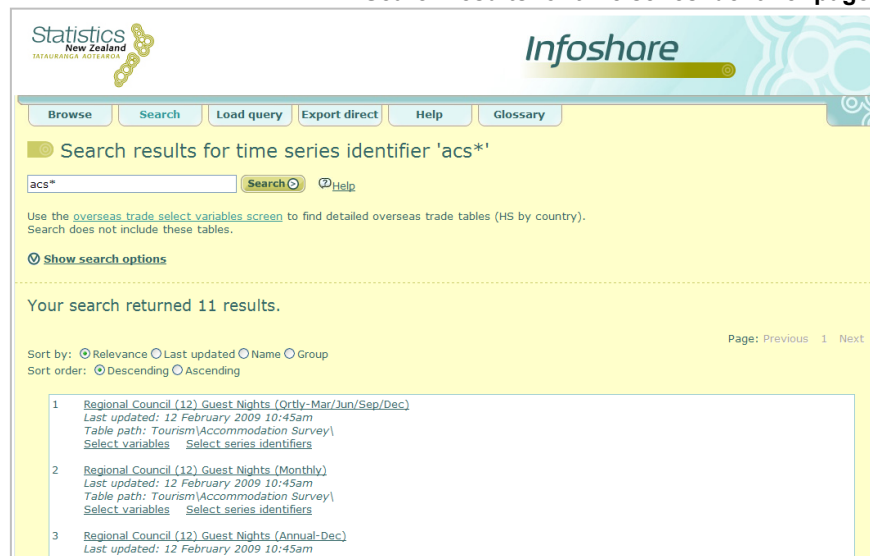 Statistics
New Zealand
TATAURANGA AOTEAROA
Infoshare
Browse Search Load query Export direct Help Glossary
Search results for time series identifier 'acs*'
acs* Search Help
Use the overseas trade select variables screen to find detailed overseas trade tables (HS by country).
Search does not include these tables.
Show search options
Your search returned 11 results.
Page: Previous 1 Next
Sort by: Relevance Last updated Name Group
Sort order: Descending Ascending
1 Regional Council (12) Guest Nights (Qrtly-Mar/Jun/Sep/Dec)
Last updated: 12 February 2009 10:45am
Table path: Tourism\Accommodation Survey\
Select variables Select series identifiers
2 Regional Council (12) Guest Nights (Monthly)
Last updated: 12 February 2009 10:45am
Table path: Tourism\Accommodation Survey\
Select variables Select series identifiers
3 Regional Council (12) Guest Nights (Annual-Dec)
Last updated: 12 February 2009 10:45am